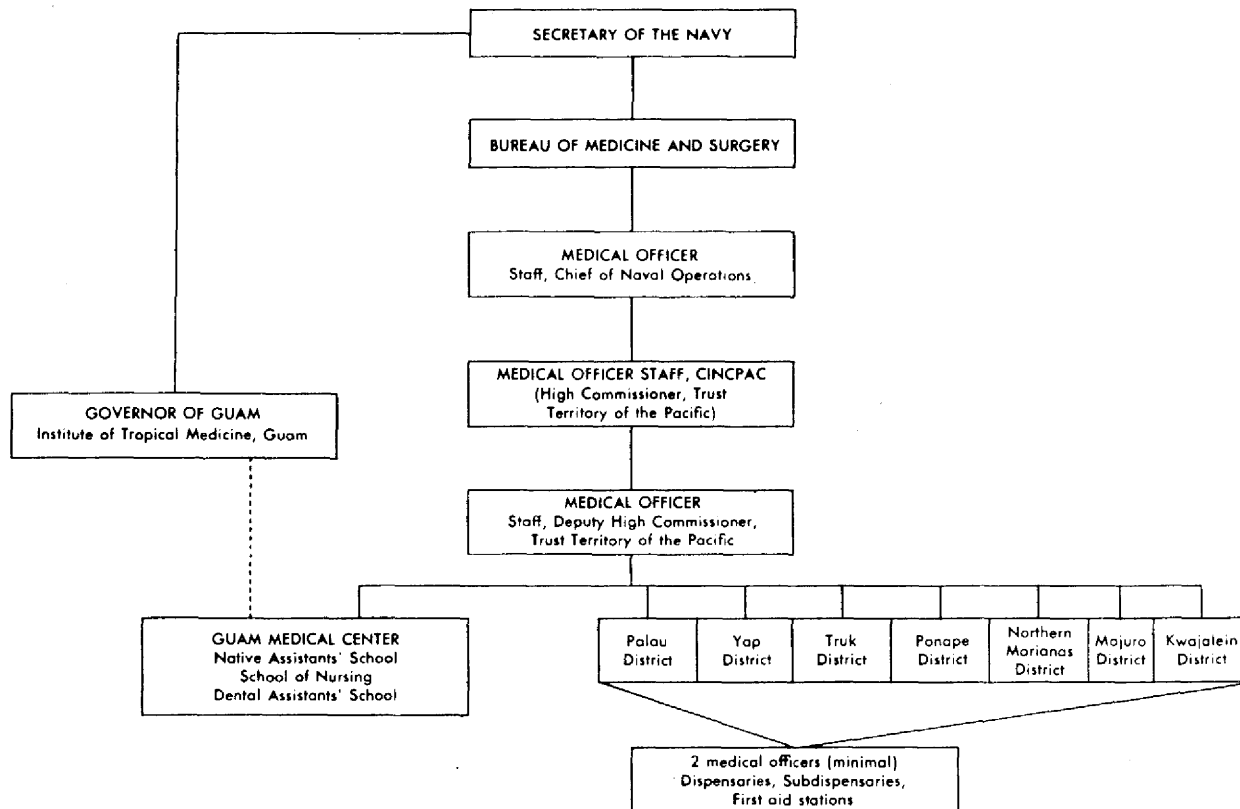 SECRETARY OF THE NAVY
BUREAU OF MEDICINE AND SURGERY
MEDICAL OFFICER
Staff, Chief of Naval Operations
MEDICAL OFFICER STAFF, CINCPAC
(High Commissioner, Trust
Territory of the Pacific)
GOVERNOR OF GUAM
Institute of Tropical Medicine, Guam
MEDICAL OFFICER
Staff, Deputy High Commissioner,
Trust Territory of the Pacific
GUAM MEDICAL CENTER
Native Assistants' School
School of Nursing
Dental Assistants' School
Palau
District
Yap
District
Truk
District
Ponape
District
Northern
Marianas
District
Majuro
District
Kwajalein
District
2 medical officers (minimal)
Dispensaries, Subdispensaries,
First aid stations